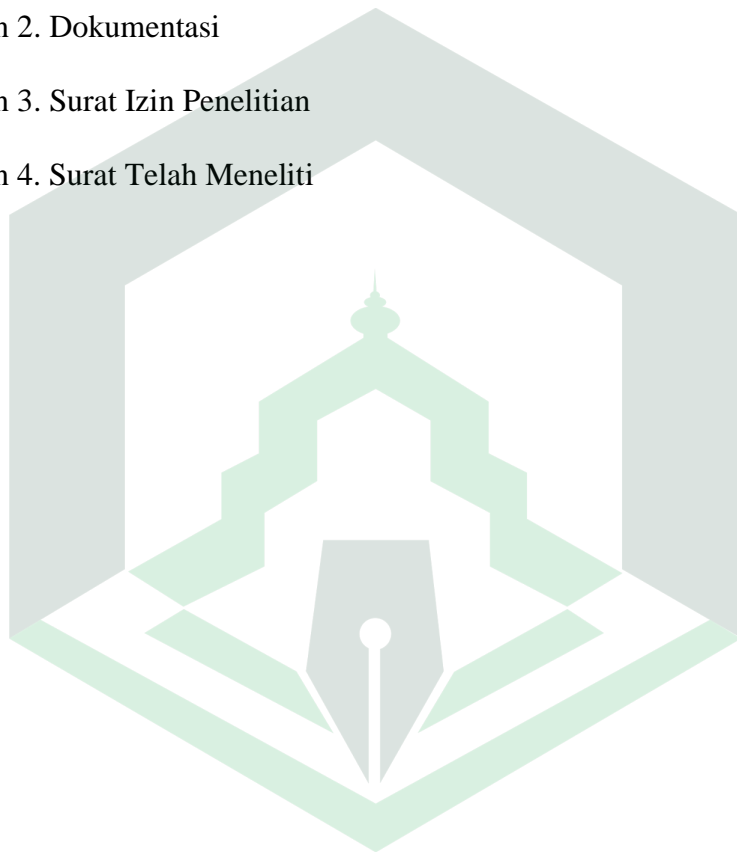 n 2. Dokumentasi
n 3. Surat Izin Penelitian
n 4. Surat Telah Meneliti